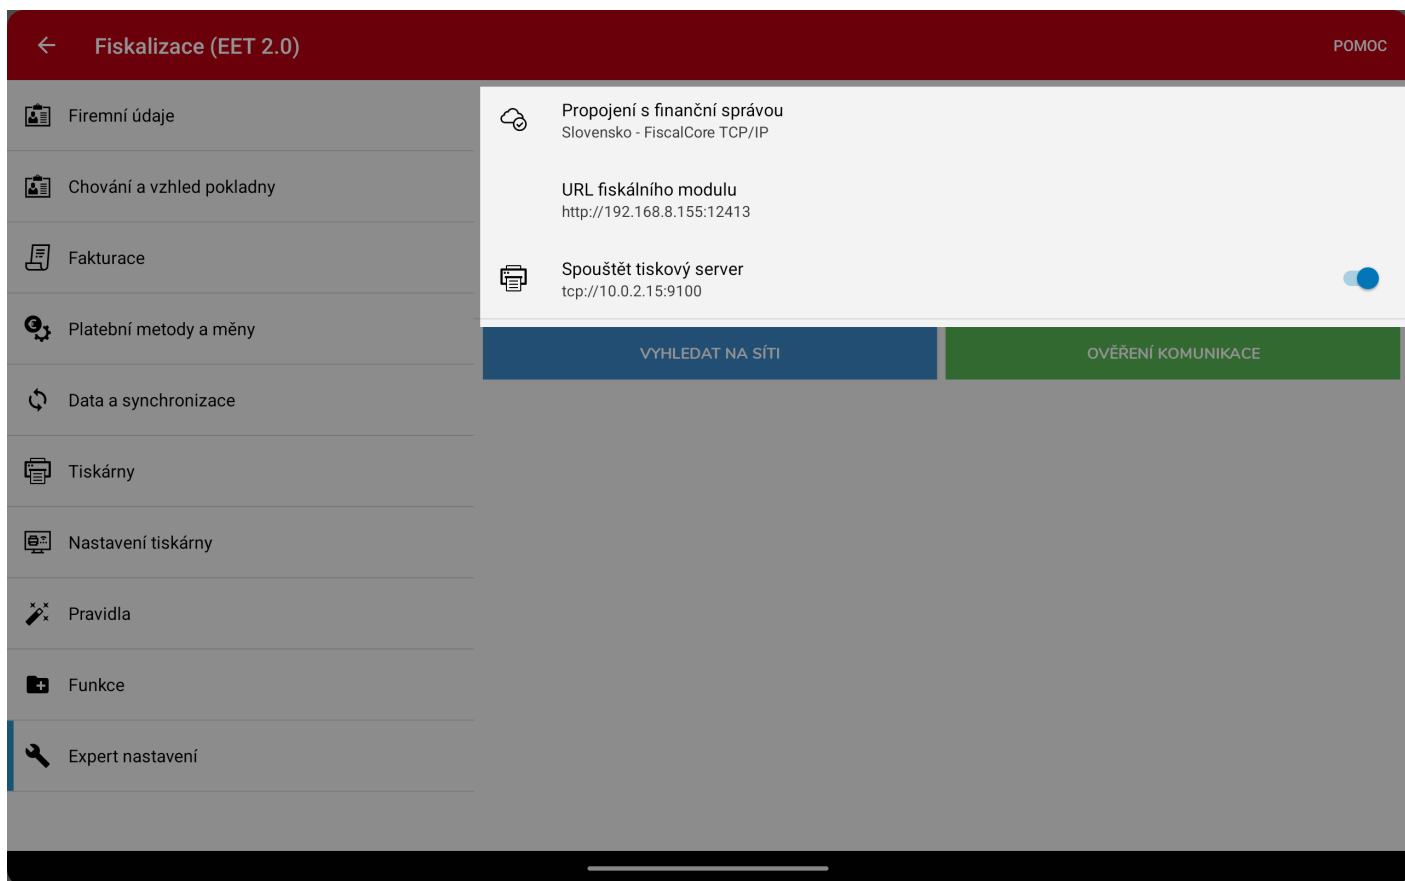 Fiskalizace (EET 2.0)
POMOC
Firemní údaje
Chování a vzhled pokladny
Fakturace
Platební metody a měny
Data a synchronizace
Tiskárny
Nastavení tiskárny
Pravidla
Funkce
Expert nastavení
Propojení s finanční správou
Slovensko - FiscalCore TCP/IP
URL fiskálního modulu
http://192.168.8.155:12413
Spouštět tiskový server
tcp://10.0.2.15:9100
VYHLEDAT NA SÍTI
OVĚŘENÍ KOMUNIKACE